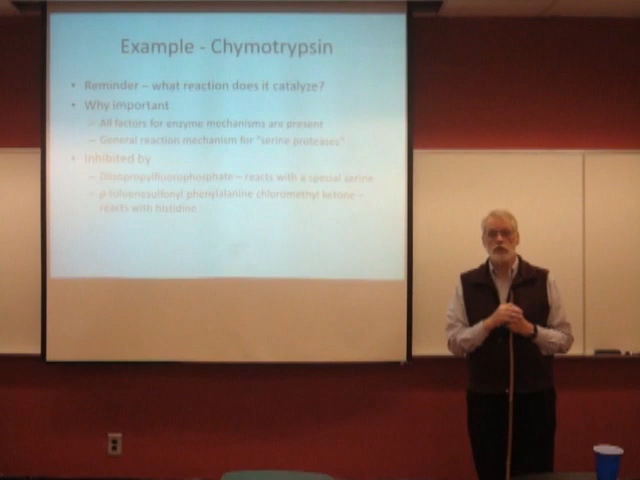 Example - Chymotrypsin
• Reminder – what reaction does it catalyze?
• Why important
– All factors for enzyme mechanisms are present
– General reaction mechanism for "serine proteases"
• Inhibited by
– Diisopropylfluorophosphate – reacts with a special serine
– p-toluenesulfonyl phenylalanine chloromethyl ketone –
reacts with histidine